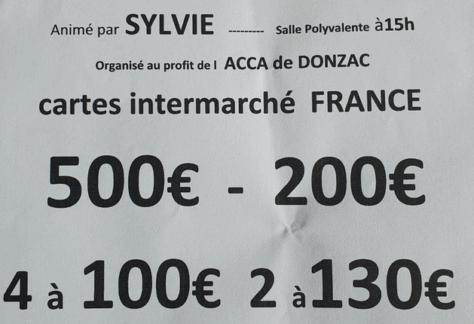 Animé par SYLVIE --------- Salle Polyvalente à15h
Organisé au profit de l ACCA de DONZAC
cartes intermarché FRANCE
500€ - 200€
4 à 100€ 2 à130€